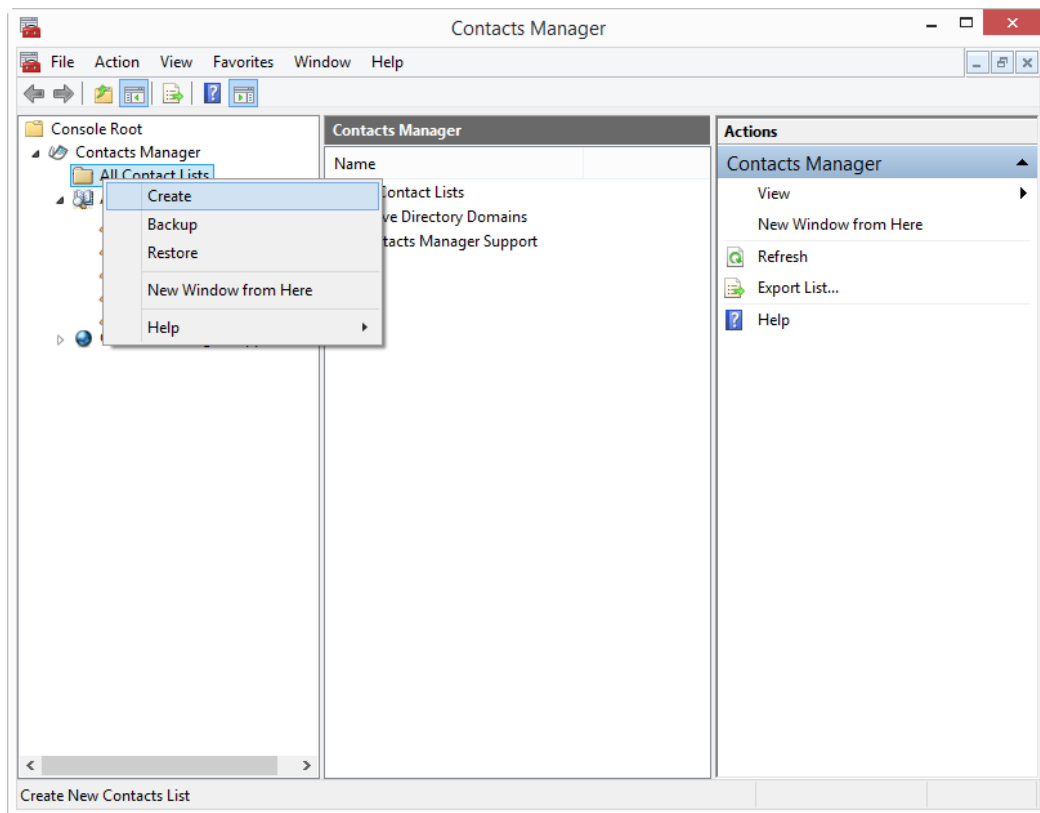 Contacts Manager
File Action View Favorites Window Help
Console Root
Contacts Manager
All Contact Lists
Create
Backup
Restore
New Window from Here
Help
Contacts Manager
Name
Contact Lists
Directory Domains
Manager Support
Actions
Contacts Manager
View
New Window from Here
Refresh
Export List...
Help
Create New Contacts List